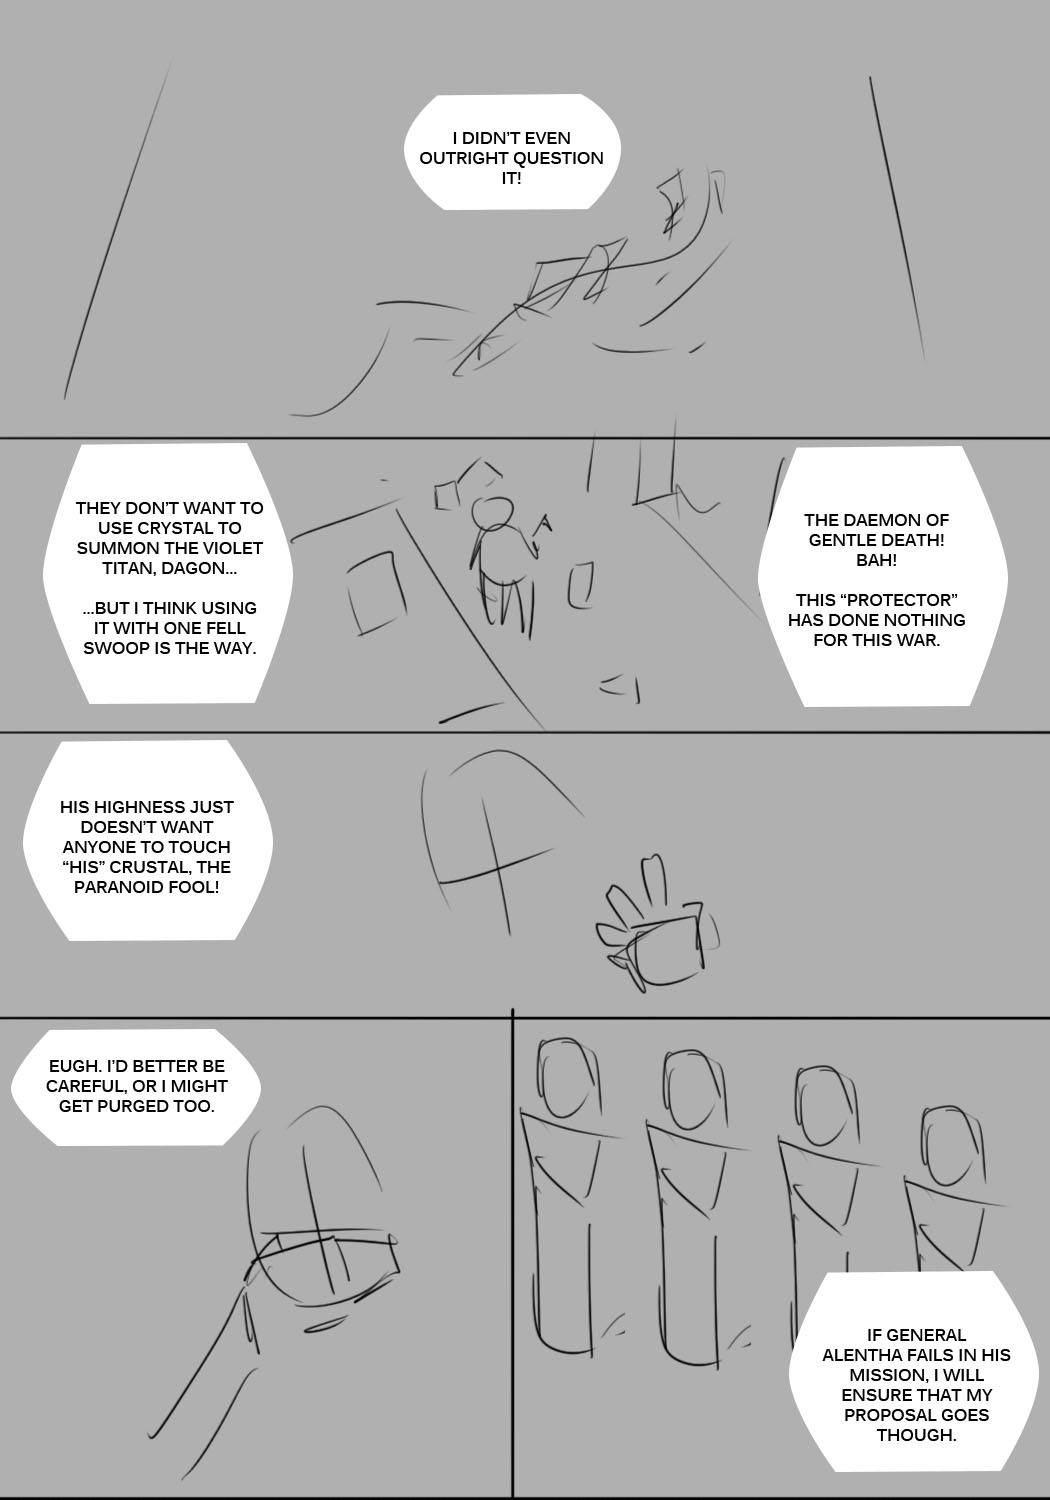 I DIDN'T EVEN
OUTRIGHT QUESTION
IT!
THEY DON'T WANT TO
USE CRYSTAL TO
SUMMON THE VIOLET
TITAN, DAGON...
...BUT I THINK USING
IT WITH ONE FELL
SWOOP IS THE WAY.
THE DAEMON OF
GENTLE DEATH!
BAH!
THIS “PROTECTOR”
HAS DONE NOTHING
FOR THIS WAR.
HIS HIGHNESS JUST
DOESN'T WANT
ANYONE TO TOUCH
“HIS” CRUSTAL, THE
PARANOID FOOL!
EUGH. I'D BETTER BE
CAREFUL, OR I MIGHT
GET PURGED TOO.
IF GENERAL
ALENTHA FAILS IN HIS
MISSION, I WILL
ENSURE THAT MY
PROPOSAL GOES
THOUGH.